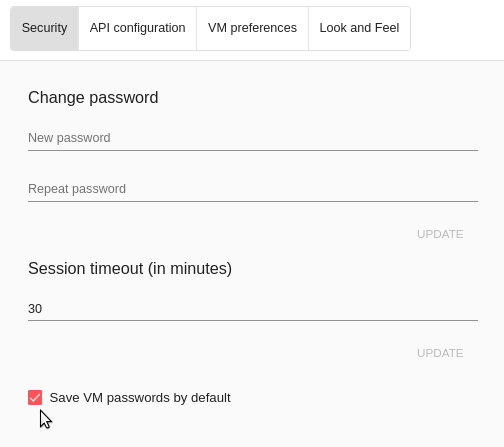 Security API configuration VM preferences Look and Feel
Change password
New password
Repeat password
UPDATE
Session timeout (in minutes)
30
UPDATE
Save VM passwords by default